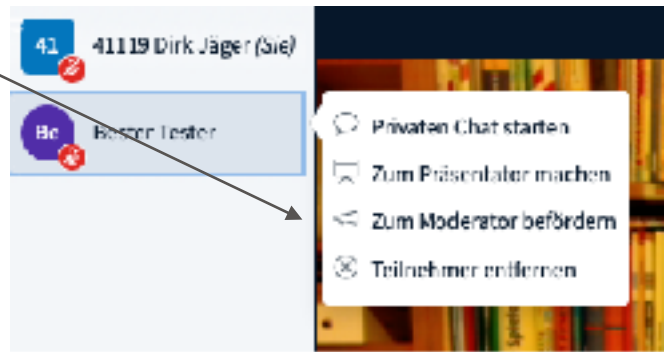 41 41119 Dirk Jäger (Sie)
Be Bester Tester
Privaten Chat starten
Zum Präsentator machen
Zum Moderator befördern
Teilnehmer entfernen
Spiele